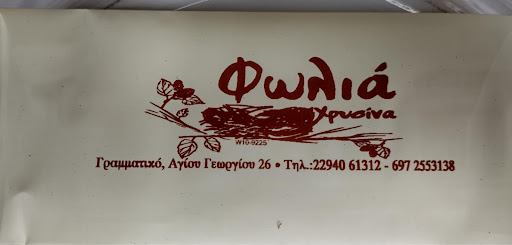 Φωλιά
Χρυσίνα
W10-9225
Γραμματικό, Αγίου Γεωργίου 26 • Τηλ.:22940 61312 - 697 2553138